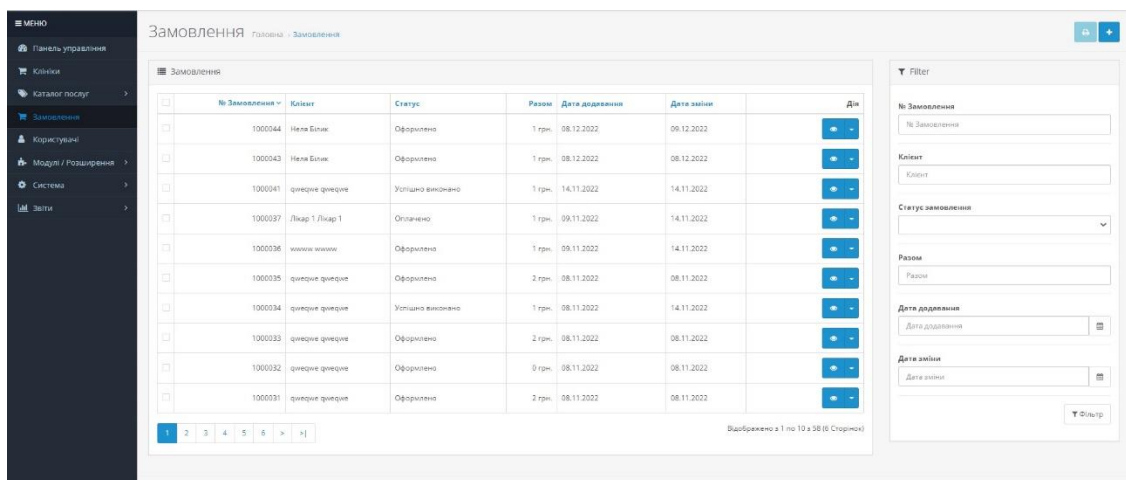 МЕНЮ
Панель управління
Клініки
Каталог послуг
Замовлення
Користувачі
Модулі / Розширення
Система
Звіти
Замовлення Головна › Замовлення
Замовлення
№ Замовлення Клієнт Статус Разом Дата додавання Дата зміни Дія
1000044 Неля Білик Оформлено 1 грн. 08.12.2022 09.12.2022
1000043 Неля Білик Оформлено 1 грн. 08.12.2022 08.12.2022
1000041 qweqwe qweqwe Успішно виконано 1 грн. 14.11.2022 14.11.2022
1000037 Лікар 1 Лікар 1 Оплачено 1 грн. 09.11.2022 14.11.2022
1000036 wwww wwww Оформлено 1 грн. 09.11.2022 14.11.2022
1000035 qweqwe qweqwe Оформлено 2 грн. 08.11.2022 08.11.2022
1000034 qweqwe qweqwe Успішно виконано 1 грн. 08.11.2022 14.11.2022
1000033 qweqwe qweqwe Оформлено 2 грн. 08.11.2022 08.11.2022
1000032 qweqwe qweqwe Оформлено 0 грн. 08.11.2022 08.11.2022
1000031 qweqwe qweqwe Оформлено 2 грн. 08.11.2022 08.11.2022
1 2 3 4 5 6 > >|
Відображено з 1 по 10 з 58 (6 Сторінок)
Filter
№ Замовлення
№ Замовлення
Клієнт
Клієнт
Статус замовлення
Разом
Разом
Дата додавання
Дата додавання
Дата зміни
Дата зміни
Фільтр